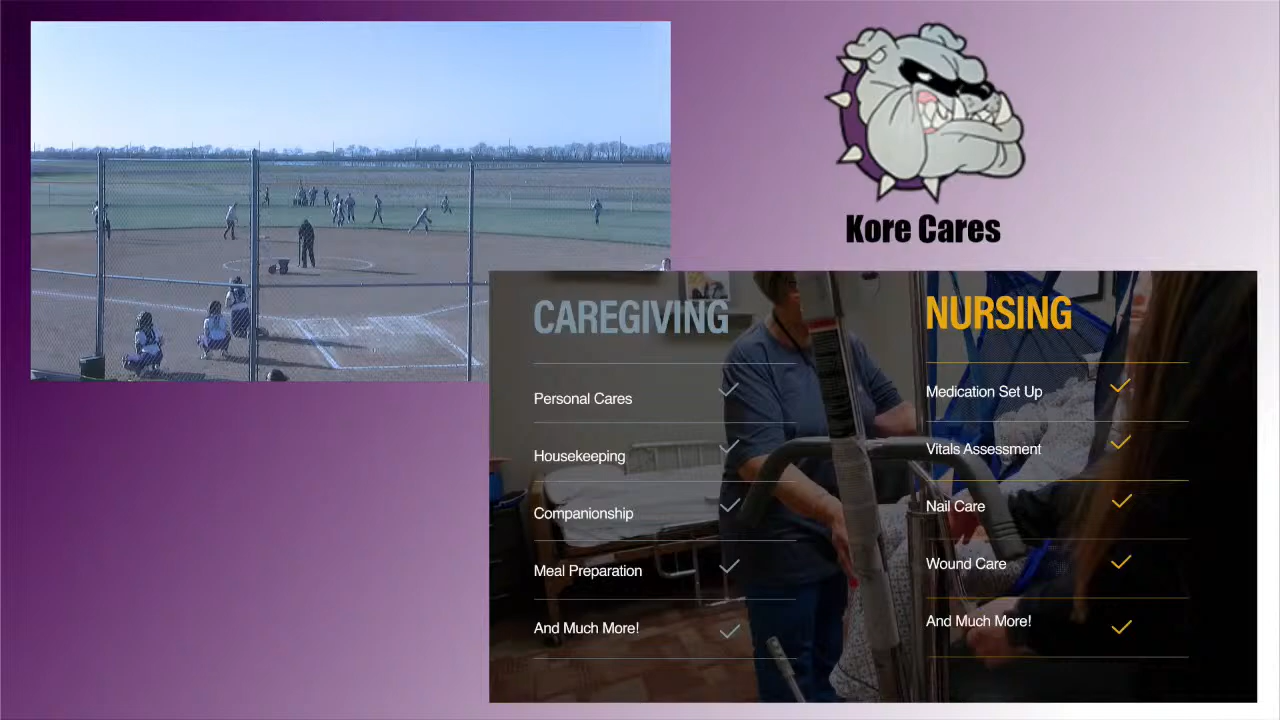 Kore Cares
CAREGIVING
Personal Cares
Housekeeping
Companionship
Meal Preparation
And Much More!
NURSING
Medication Set Up
Vitals Assessment
Nail Care
Wound Care
And Much More!